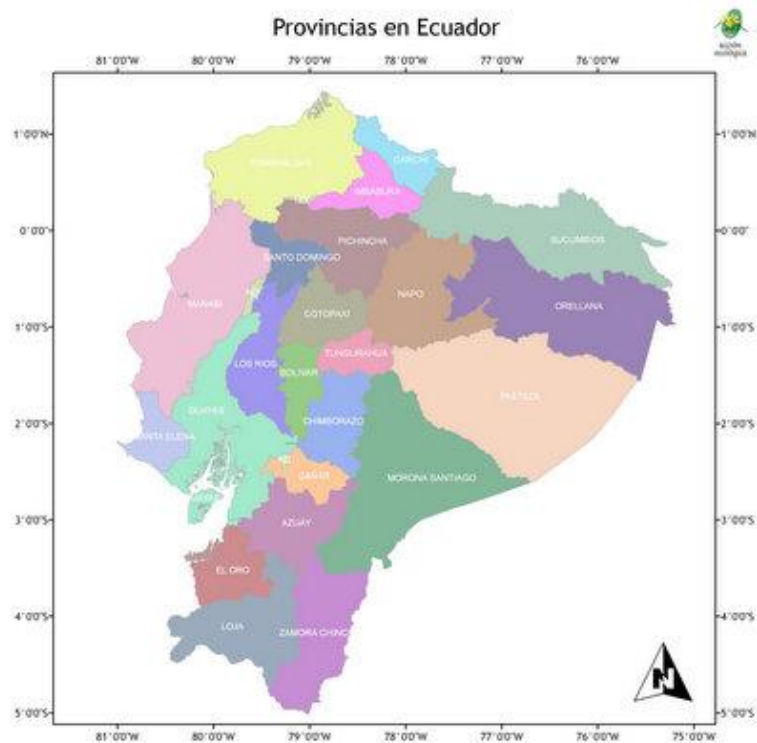 Provincias en Ecuador
acción
ecológica
81°00'W 80°00'W 79°00'W 78°00'W 77°00'W 76°00'W
1°00'N 1°00'N
ESMERALDAS
CARCHI
IMBABURA
0°00' 0°00'
PICHINCHA
SUCUMBIOS
SANTO DOMINGO
NAPO
MANABI
COTOPAXI
ORELLANA
1°00'S 1°00'S
TUNGURAHUA
LOS RIOS
BOLIVAR
PASTAZA
GUAYAS
2°00'S 2°00'S
CHIMBORAZO
SANTA ELENA
CAÑAR
MORONA SANTIAGO
3°00'S 3°00'S
AZUAY
EL ORO
4°00'S 4°00'S
LOJA
ZAMORA CHINC
N
5°00'S 5°00'S
81°00'W 80°00'W 79°00'W 78°00'W 77°00'W 76°00'W 75°00'W